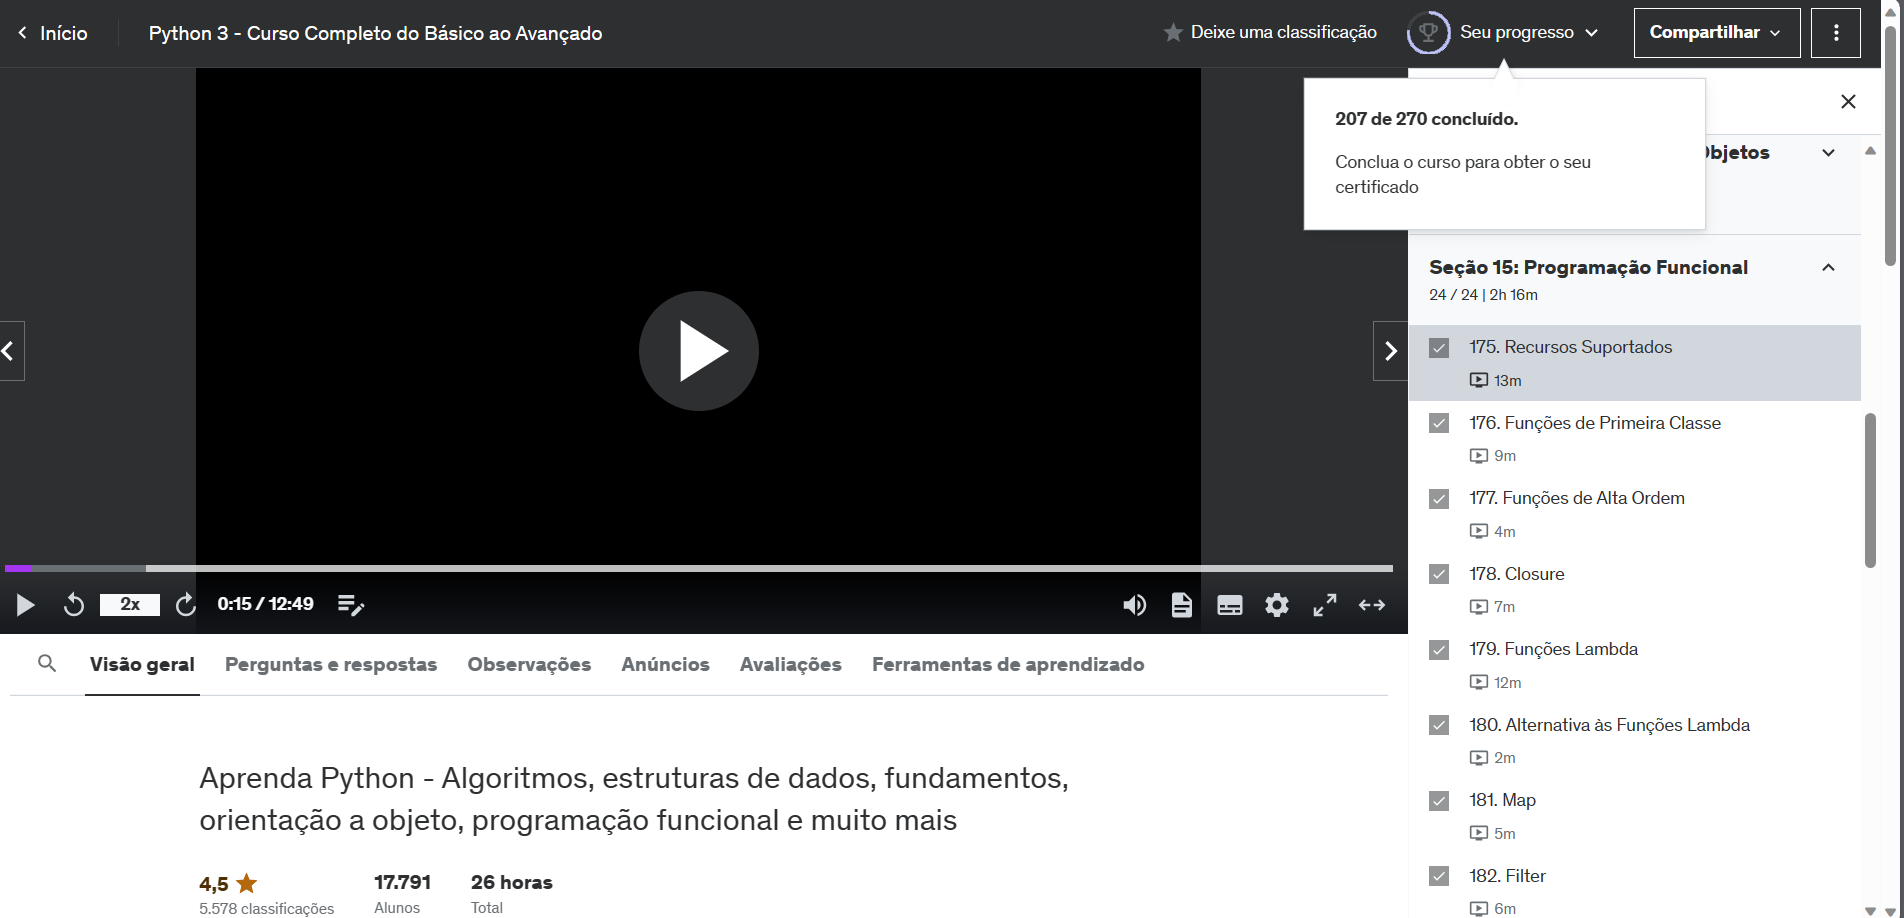 Início
Python 3 - Curso Completo do Básico ao Avançado
Deixe uma classificação
Seu progresso
Compartilhar
207 de 270 concluído.
Conclua o curso para obter o seu
certificado
Objetos
Seção 15: Programação Funcional
24 / 24 | 2h 16m
175. Recursos Suportados
13m
176. Funções de Primeira Classe
9m
177. Funções de Alta Ordem
4m
178. Closure
7m
179. Funções Lambda
12m
180. Alternativa às Funções Lambda
2m
181. Map
5m
182. Filter
6m
2x
0:15 / 12:49
Visão geral
Perguntas e respostas
Observações
Anúncios
Avaliações
Ferramentas de aprendizado
Aprenda Python - Algoritmos, estruturas de dados, fundamentos,
orientação a objeto, programação funcional e muito mais
4,5
5.578 classificações
17.791
Alunos
26 horas
Total